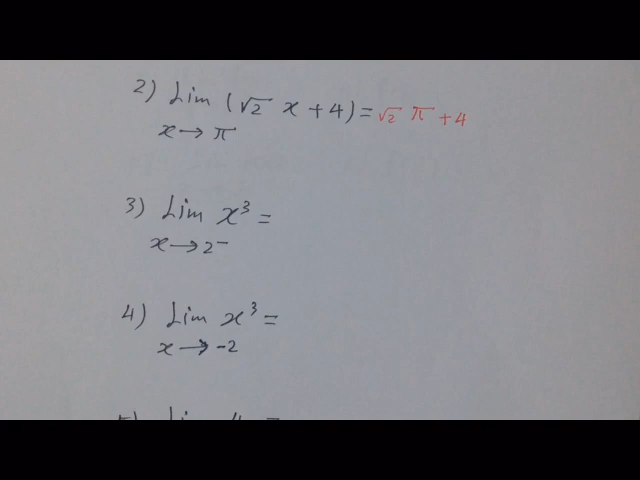 2) Lim (√2 x + 4) = √2 π + 4
x → π
3) Lim x³ =
x → 2⁻
4) Lim x³ =
x → -2